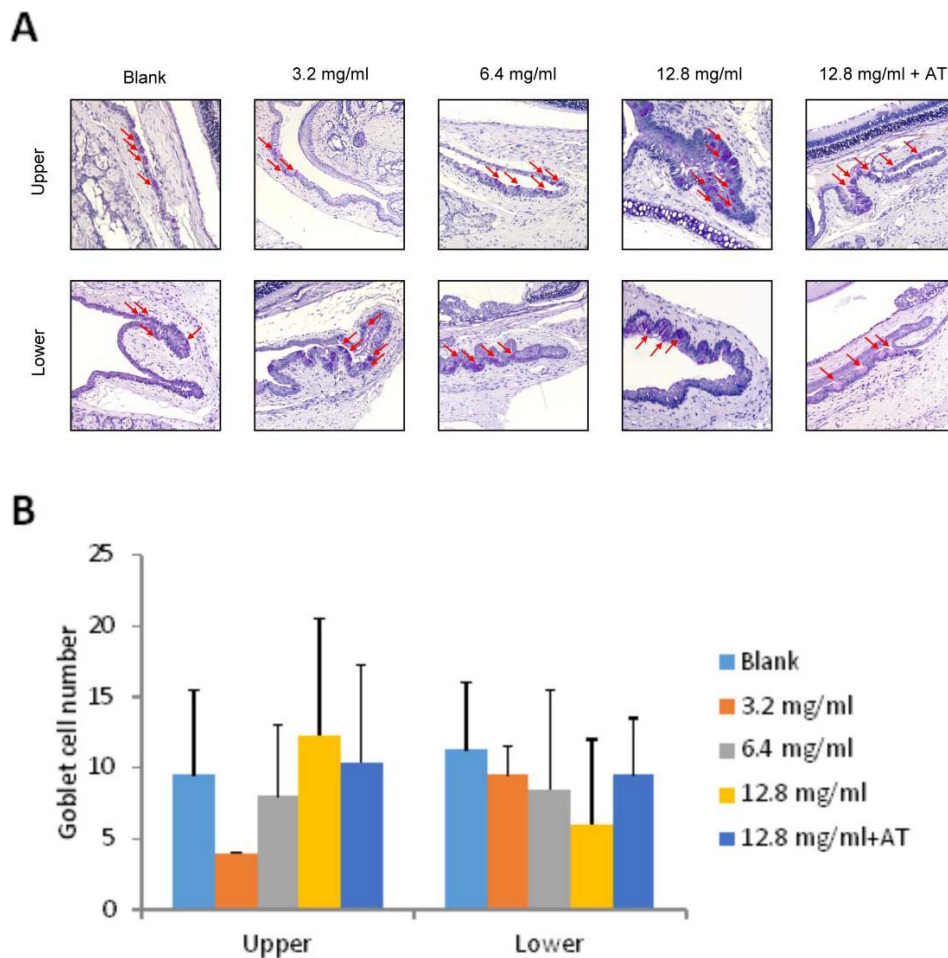 A
Blank
3.2 mg/ml
6.4 mg/ml
12.8 mg/ml
12.8 mg/ml + AT
Upper
Lower
B
25
20
15
10
5
0
Goblet cell number
Upper
Lower
Blank
3.2 mg/ml
6.4 mg/ml
12.8 mg/ml
12.8 mg/ml+AT